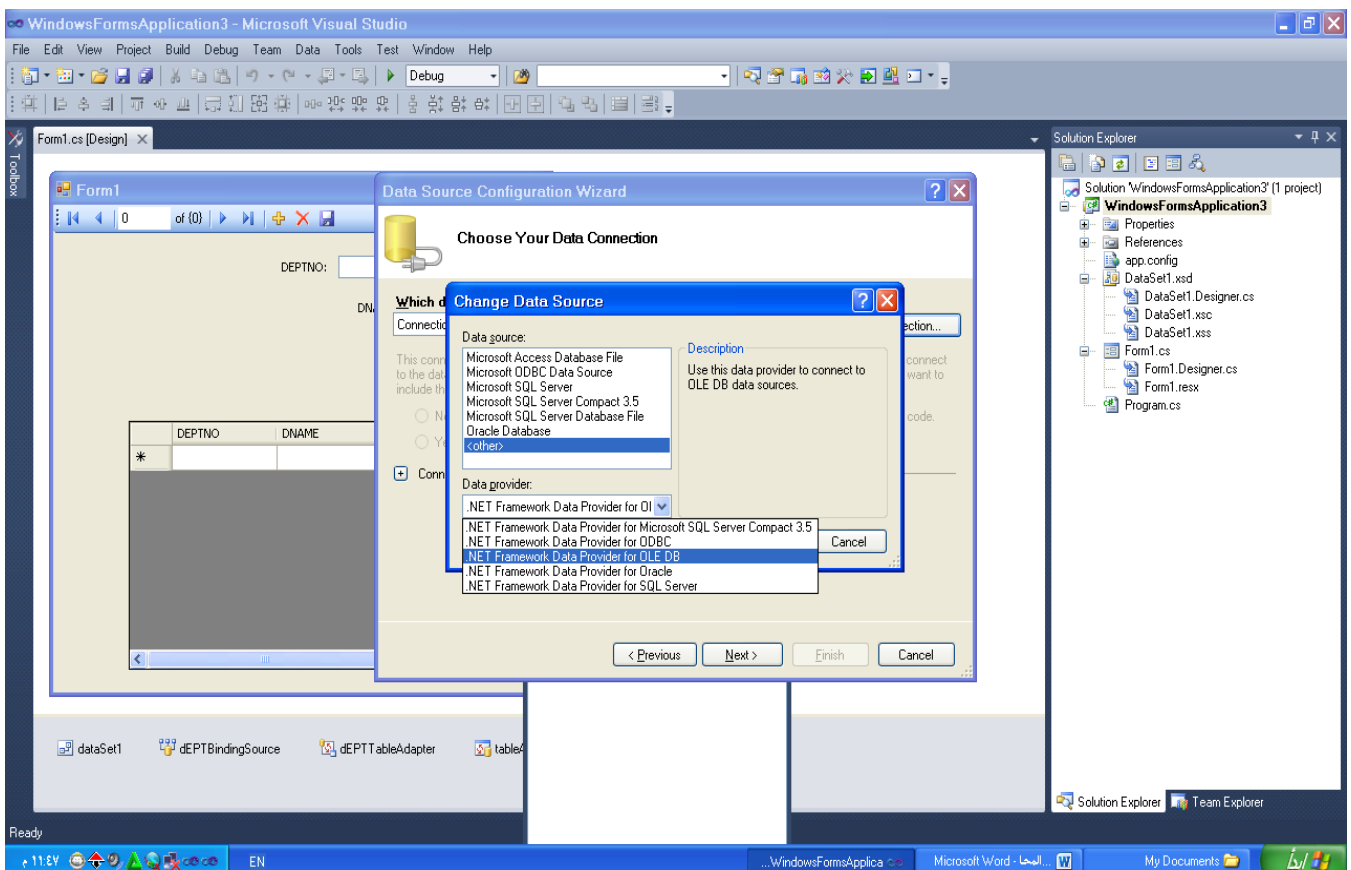 WindowsFormsApplication3 - Microsoft Visual Studio
File Edit View Project Build Debug Team Data Tools Test Window Help
Debug
Form1.cs [Design]
Toolbox
Form1
0 of {0}
DEPTNO:
DEPTNO DNAME
Data Source Configuration Wizard
Choose Your Data Connection
Which d
Connectio
ection...
This conn
connect
to the dat
want to
include th
code.
Conn
Change Data Source
Data source:
Microsoft Access Database File
Microsoft ODBC Data Source
Microsoft SQL Server
Microsoft SQL Server Compact 3.5
Microsoft SQL Server Database File
Oracle Database
<other>
Description
Use this data provider to connect to
OLE DB data sources.
Data provider:
.NET Framework Data Provider for Ol
.NET Framework Data Provider for Microsoft SQL Server Compact 3.5
.NET Framework Data Provider for ODBC
.NET Framework Data Provider for OLE DB
.NET Framework Data Provider for Oracle
.NET Framework Data Provider for SQL Server
Cancel
< Previous Next > Finish Cancel
dataSet1 dEPTBindingSource dEPTTableAdapter tableA
Solution Explorer
Solution 'WindowsFormsApplication3' (1 project)
WindowsFormsApplication3
Properties
References
app.config
DataSet1.xsd
DataSet1.Designer.cs
DataSet1.xsc
DataSet1.xss
Form1.cs
Form1.Designer.cs
Form1.resx
Program.cs
Solution Explorer Team Explorer
Ready
١١:٤٧ م EN ...WindowsFormsApplica Microsoft Word - المحا... My Documents ابدأ